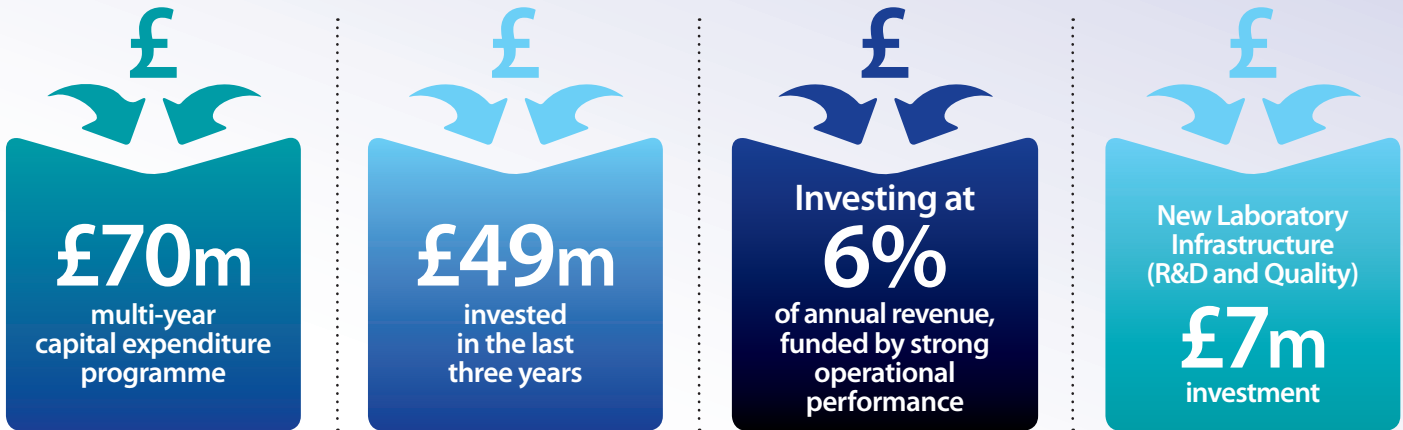 £
£70m
multi-year
capital expenditure
programme
£
£49m
invested
in the last
three years
£
Investing at
6%
of annual revenue,
funded by strong
operational
performance
£
New Laboratory
Infrastructure
(R&D and Quality)
£7m
investment